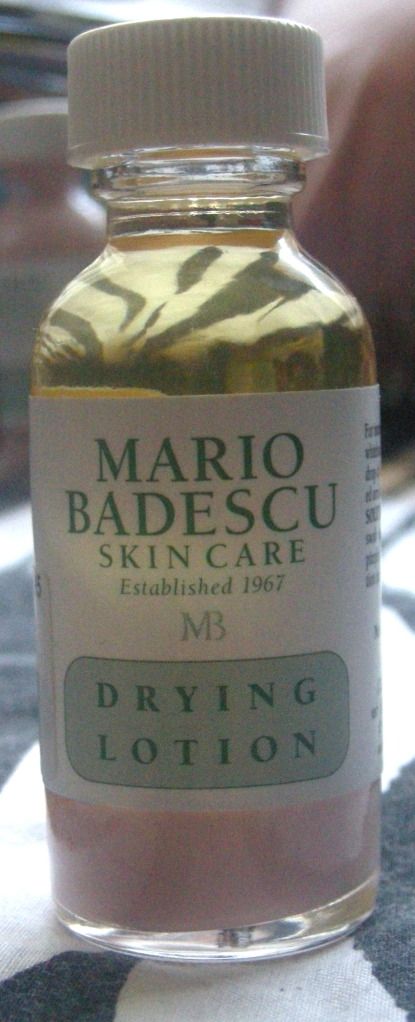 MARIO
BADESCU
SKIN CARE
Established 1967
MB
DRYING
LOTION